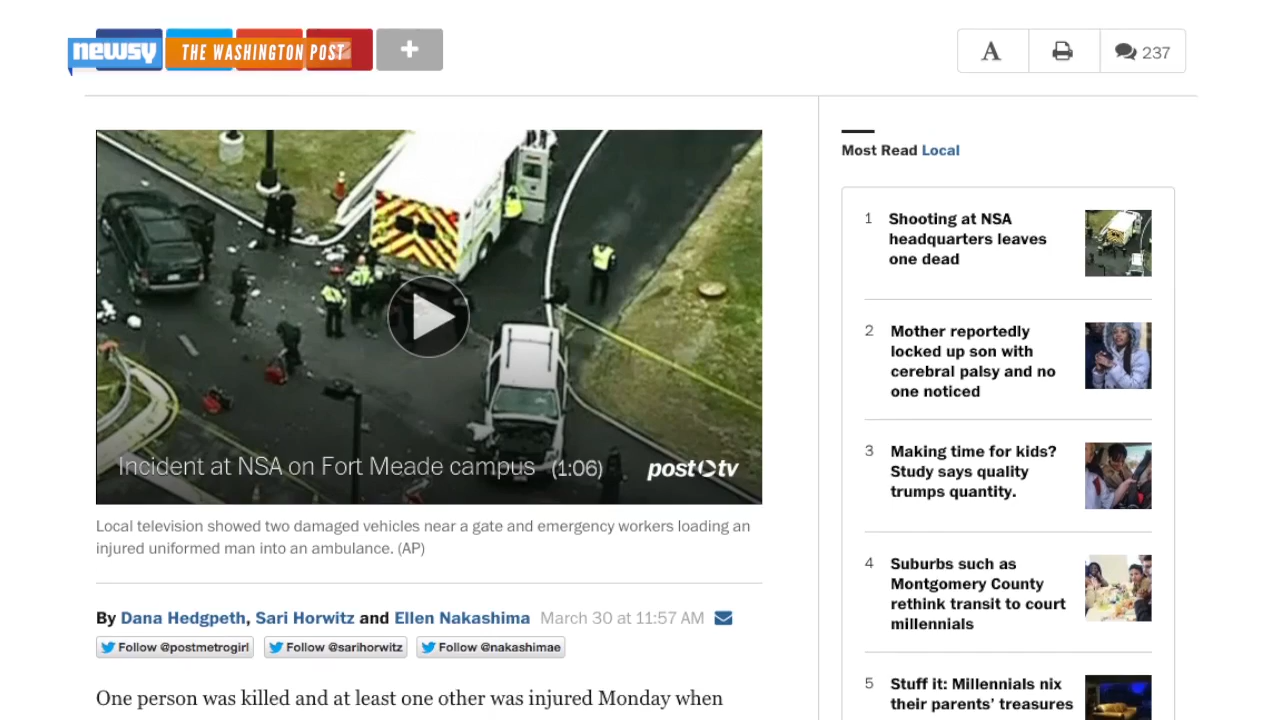 newsy THE WASHINGTON POST
+
A
237
Incident at NSA on Fort Meade campus (1:06) post tv
Local television showed two damaged vehicles near a gate and emergency workers loading an
injured uniformed man into an ambulance. (AP)
By Dana Hedgpeth, Sari Horwitz and Ellen Nakashima March 30 at 11:57 AM
Follow @postmetrogirl Follow @sarihorwitz Follow @nakashimae
One person was killed and at least one other was injured Monday when
Most Read Local
1 Shooting at NSA
headquarters leaves
one dead
2 Mother reportedly
locked up son with
cerebral palsy and no
one noticed
3 Making time for kids?
Study says quality
trumps quantity.
4 Suburbs such as
Montgomery County
rethink transit to court
millennials
5 Stuff it: Millennials nix
their parents’ treasures